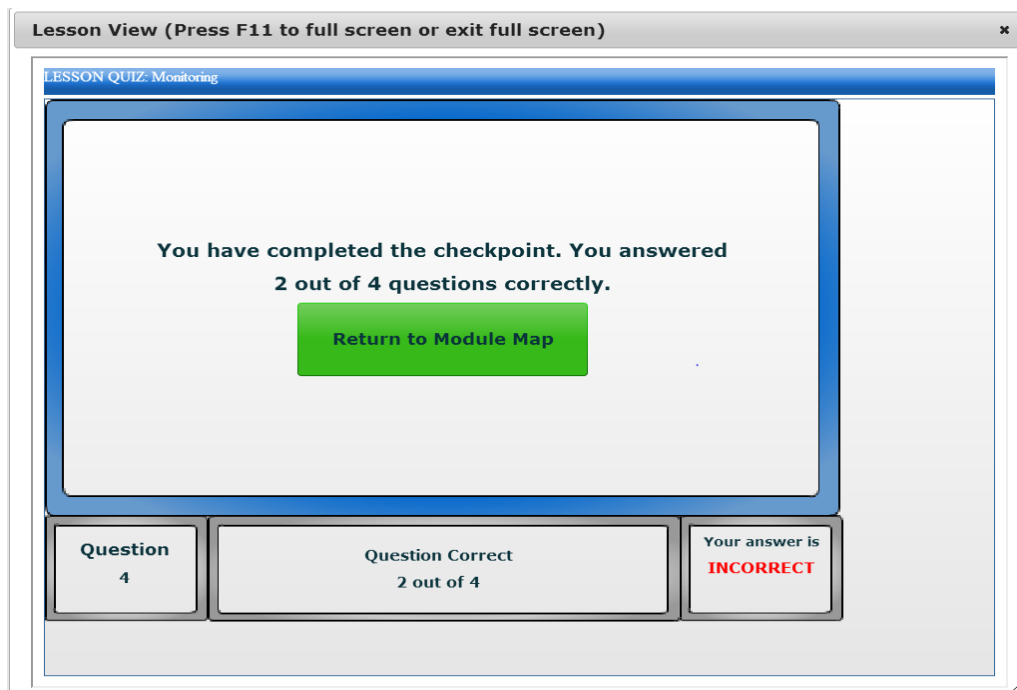 Lesson View (Press F11 to full screen or exit full screen)
LESSON QUIZ: Monitoring
You have completed the checkpoint. You answered
2 out of 4 questions correctly.
Return to Module Map
Question
4
Question Correct
2 out of 4
Your answer is
INCORRECT